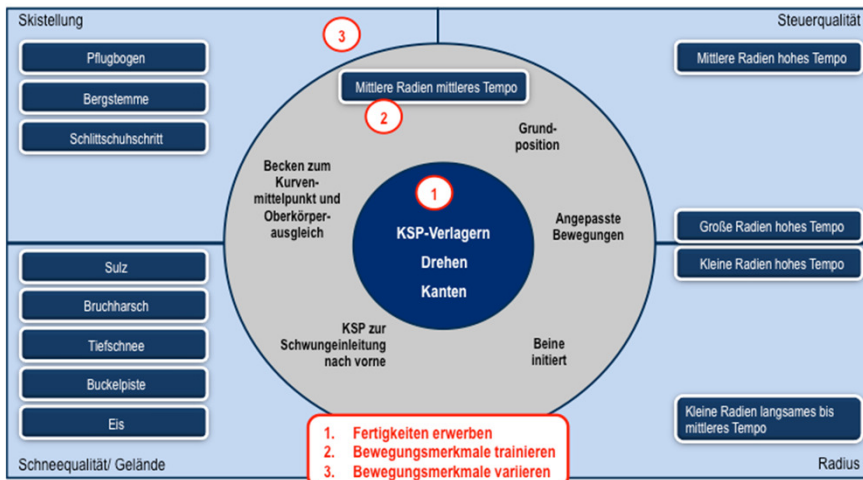 Skistellung
Steuerqualität
3
Pflugbogen
Bergstemme
Schlittschuhschritt
Mittlere Radien hohes Tempo
Mittlere Radien mittleres Tempo
2
Grund-
position
Becken zum
Kurven-
mittelpunkt und
Oberkörper-
ausgleich
1
KSP-Verlagern
Drehen
Kanten
Angepasste
Bewegungen
Große Radien hohes Tempo
Kleine Radien hohes Tempo
Sulz
Bruchharsch
Tiefschnee
Buckelpiste
Eis
KSP zur
Schwungeinleitung
nach vorne
Beine
initiert
Kleine Radien langsames bis
mittleres Tempo
1. Fertigkeiten erwerben
2. Bewegungsmerkmale trainieren
3. Bewegungsmerkmale variieren
Schneequalität/ Gelände
Radius